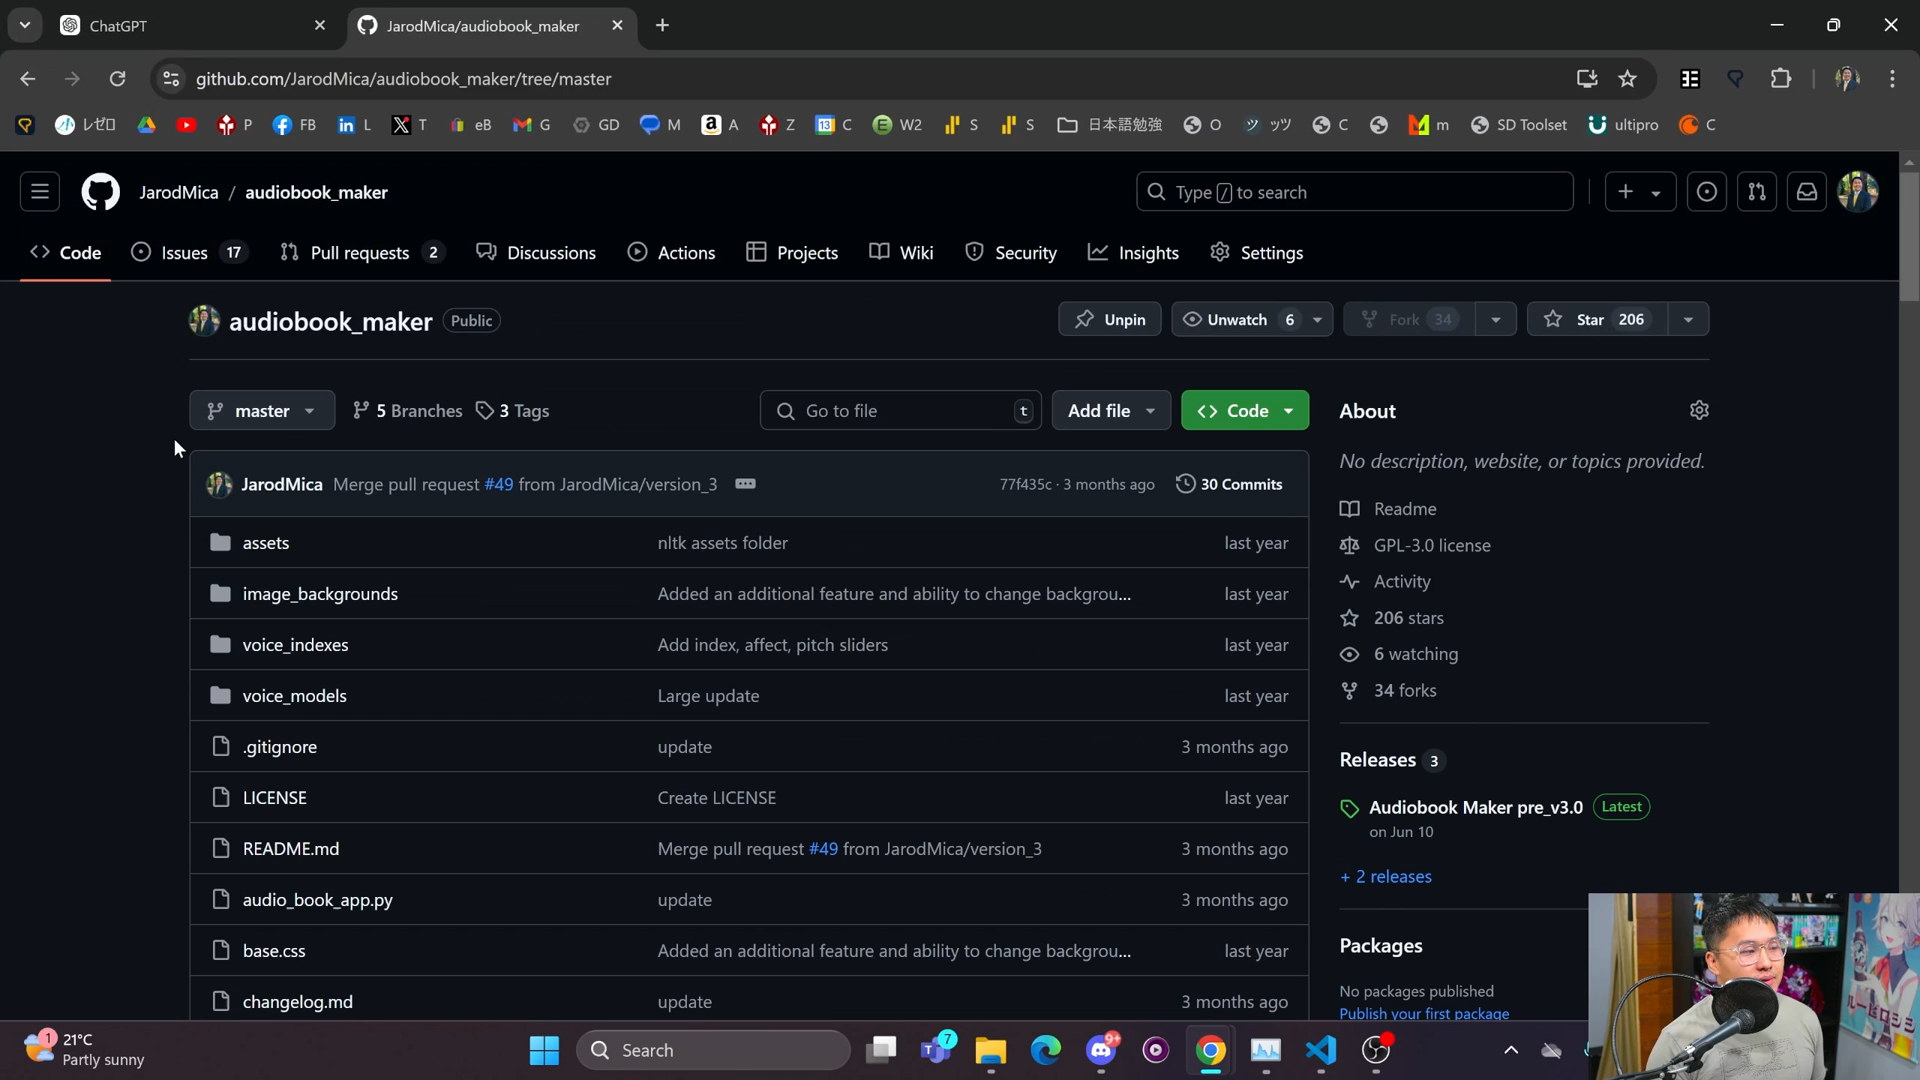 ChatGPT
JarodMica/audiobook_maker
github.com/JarodMica/audiobook_maker/tree/master
レゼロ P FB L T eB G GD M A Z C W2 S S 日本語勉強 O ッツ C m SD Toolset ultipro C
JarodMica / audiobook_maker
Type / to search
Code Issues 17 Pull requests 2 Discussions Actions Projects Wiki Security Insights Settings
audiobook_maker Public
Unpin Unwatch 6 Fork 34 Star 206
master 5 Branches 3 Tags Go to file t Add file Code
About
No description, website, or topics provided.
JarodMica Merge pull request #49 from JarodMica/version_3 77f435c · 3 months ago 30 Commits
assets nltk assets folder last year
image_backgrounds Added an additional feature and ability to change backgrou... last year
voice_indexes Add index, affect, pitch sliders last year
voice_models Large update last year
.gitignore update 3 months ago
LICENSE Create LICENSE last year
README.md Merge pull request #49 from JarodMica/version_3 3 months ago
audio_book_app.py update 3 months ago
base.css Added an additional feature and ability to change backgrou... last year
changelog.md update 3 months ago
Readme
GPL-3.0 license
Activity
206 stars
6 watching
34 forks
Releases 3
Audiobook Maker pre_v3.0 Latest
on Jun 10
+ 2 releases
Packages
No packages published
Publish your first package
1
21°C
Partly sunny
Search
7
9+